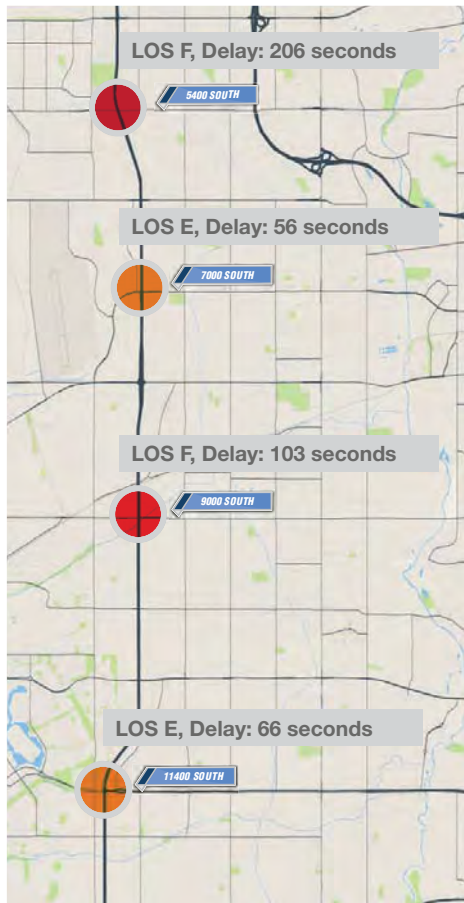 LOS F, Delay: 206 seconds
5400 SOUTH
LOS E, Delay: 56 seconds
7000 SOUTH
LOS F, Delay: 103 seconds
9000 SOUTH
LOS E, Delay: 66 seconds
11400 SOUTH